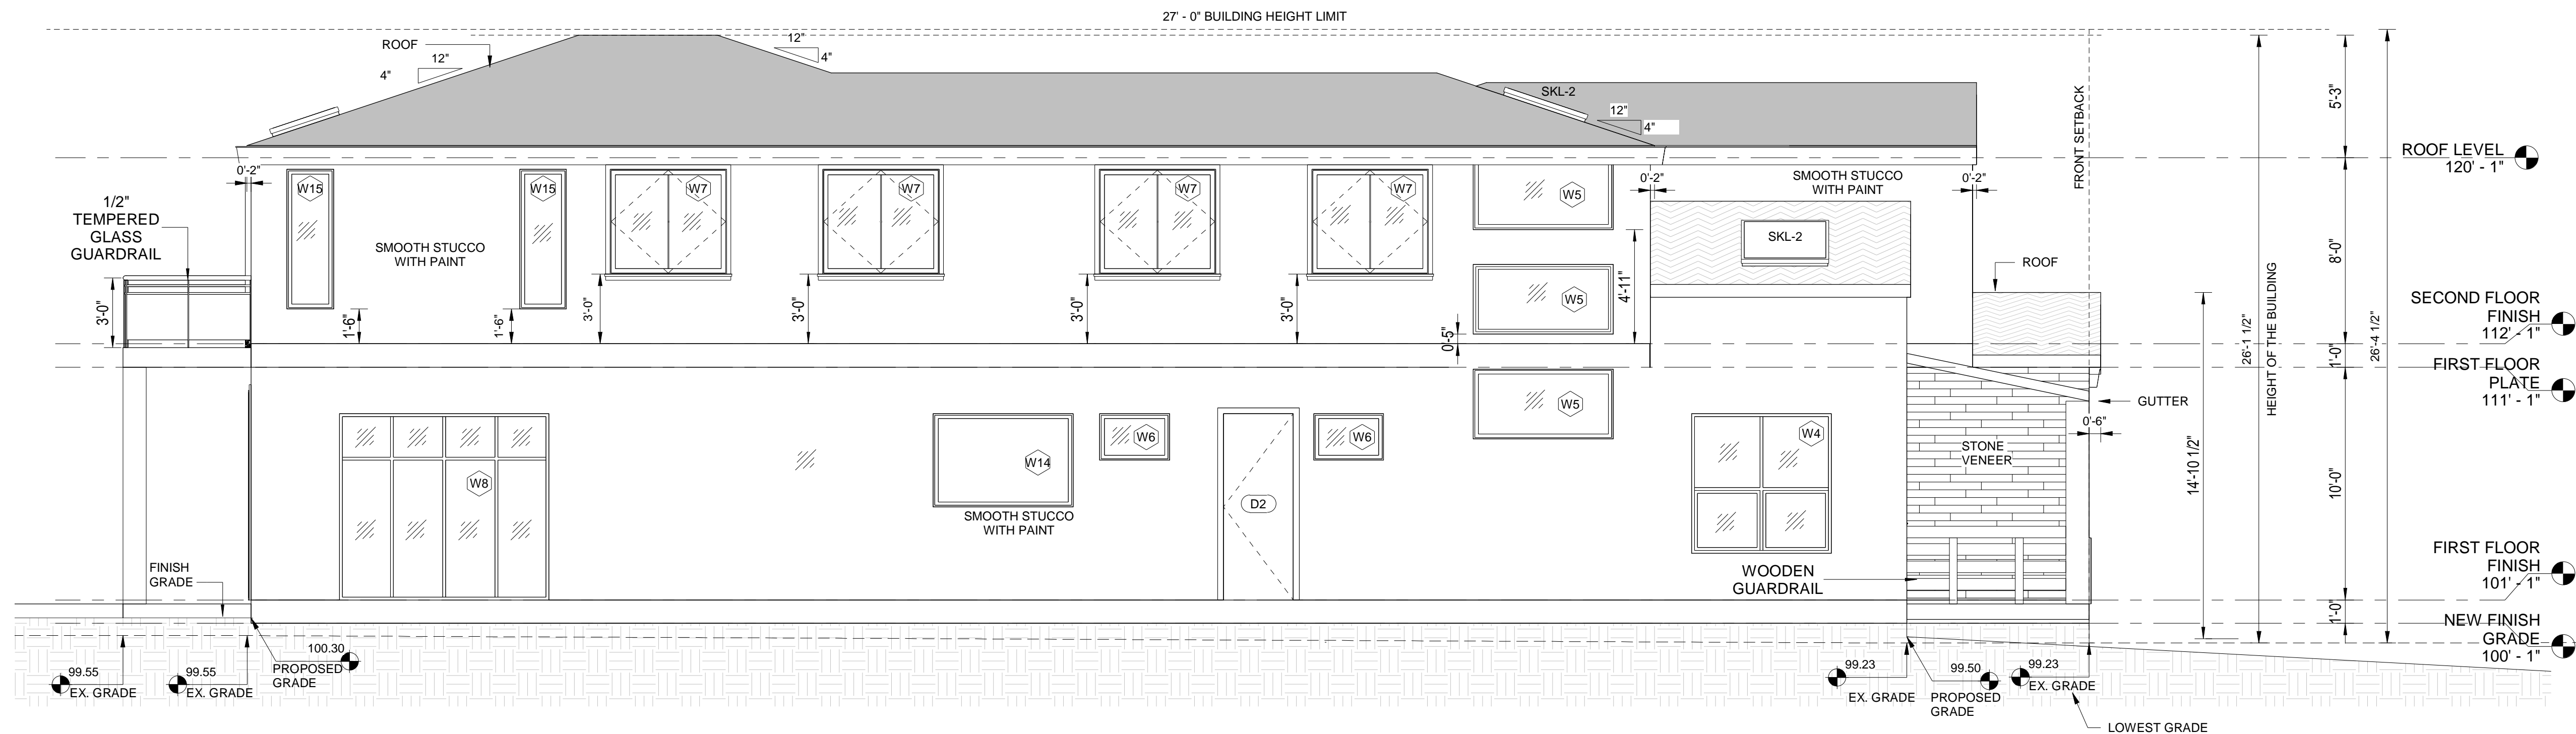 27' - 0" BUILDING HEIGHT LIMIT
ROOF
12"
4"
12"
4"
SKL-2
12"
4"
FRONT SETBACK
5'-3"
ROOF LEVEL
120' - 1"
0'-2"
W15
W15
W7
W7
W7
W7
W5
0'-2"
SMOOTH STUCCO
WITH PAINT
0'-2"
1/2"
TEMPERED
GLASS
GUARDRAIL
SMOOTH STUCCO
WITH PAINT
SKL-2
8'-0"
ROOF
3'-0"
1'-6"
1'-6"
3'-0"
3'-0"
3'-0"
3'-0"
0'-5"
W5
4'-11"
SECOND FLOOR
FINISH
112' - 1"
26'-1 1/2"
HEIGHT OF THE BUILDING
26'-4 1/2"
1'-0"
FIRST FLOOR
PLATE
111' - 1"
GUTTER
0'-6"
W5
W6
W6
W4
W14
W8
D2
SMOOTH STUCCO
WITH PAINT
STONE
VENEER
14'-10 1/2"
10'-0"
FINISH
GRADE
WOODEN
GUARDRAIL
FIRST FLOOR
FINISH
101' - 1"
1'-0"
NEW FINISH
GRADE
100' - 1"
99.55
EX. GRADE
99.55
EX. GRADE
100.30
PROPOSED
GRADE
99.23
EX. GRADE
99.50
PROPOSED
GRADE
99.23
EX. GRADE
LOWEST GRADE